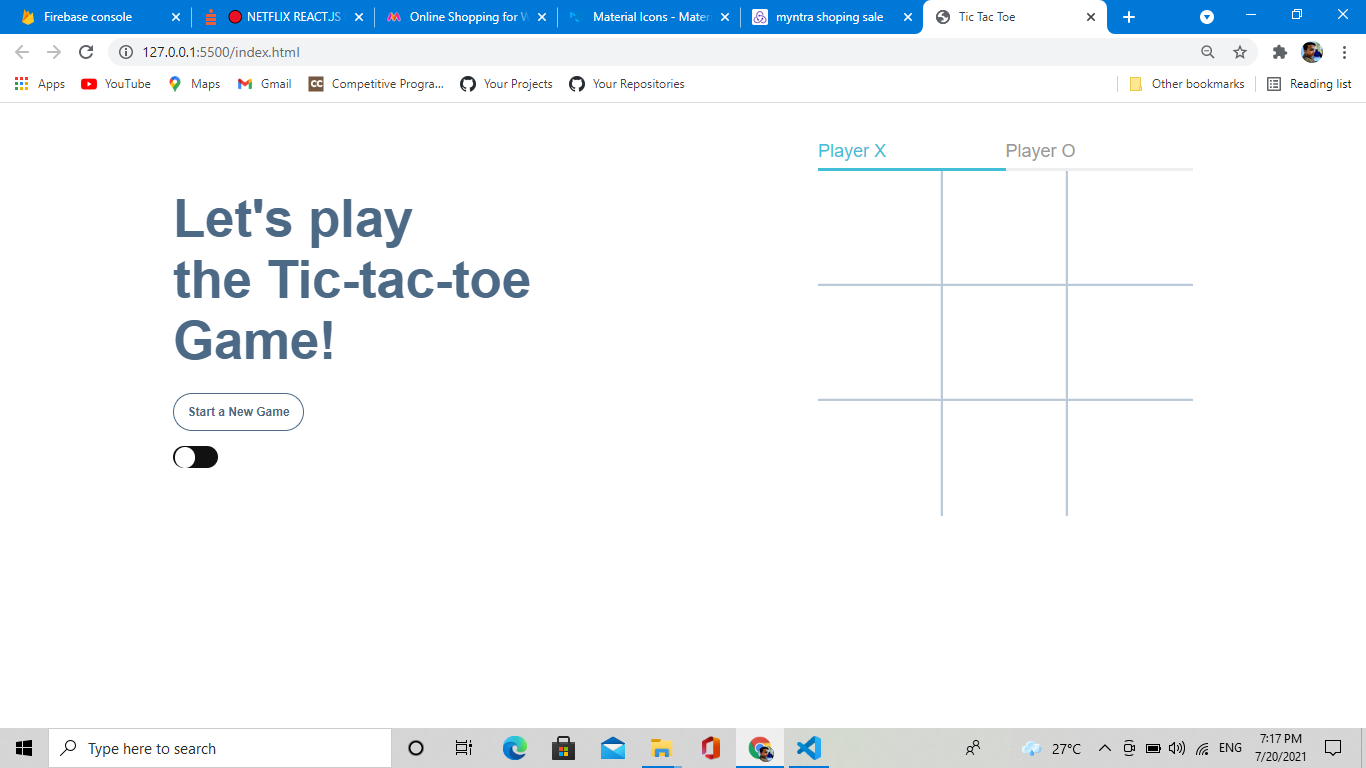 Firebase console
NETFLIX REACT.JS
Online Shopping for W
Material Icons - Mater
myntra shoping sale
Tic Tac Toe
127.0.0.1:5500/index.html
Apps
YouTube
Maps
Gmail
CC
Competitive Progra...
Your Projects
Your Repositories
Other bookmarks
Reading list
Player X
Player O
Let's play
the Tic-tac-toe
Game!
Start a New Game
Type here to search
27°C
ENG
7:17 PM
7/20/2021